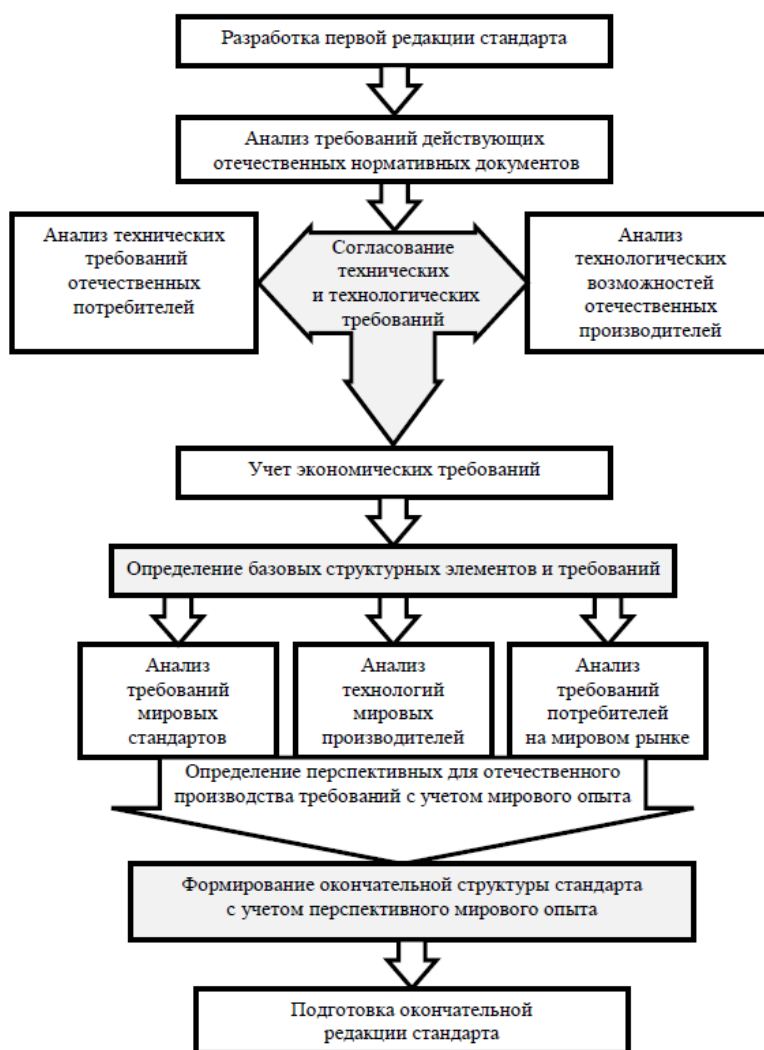 Разработка первой редакции стандарта
Анализ требований действующих
отечественных нормативных документов
Анализ технических
требований
отечественных
потребителей
Согласование
технических
и технологических
требований
Анализ
технологических
возможностей
отечественных
производителей
Учет экономических требований
Определение базовых структурных элементов и требований
Анализ
требований
мировых
стандартов
Анализ
технологий
мировых
производителей
Анализ
требований
потребителей
на мировом рынке
Определение перспективных для отечественного
производства требований с учетом мирового опыта
Формирование окончательной структуры стандарта
с учетом перспективного мирового опыта
Подготовка окончательной
редакции стандарта